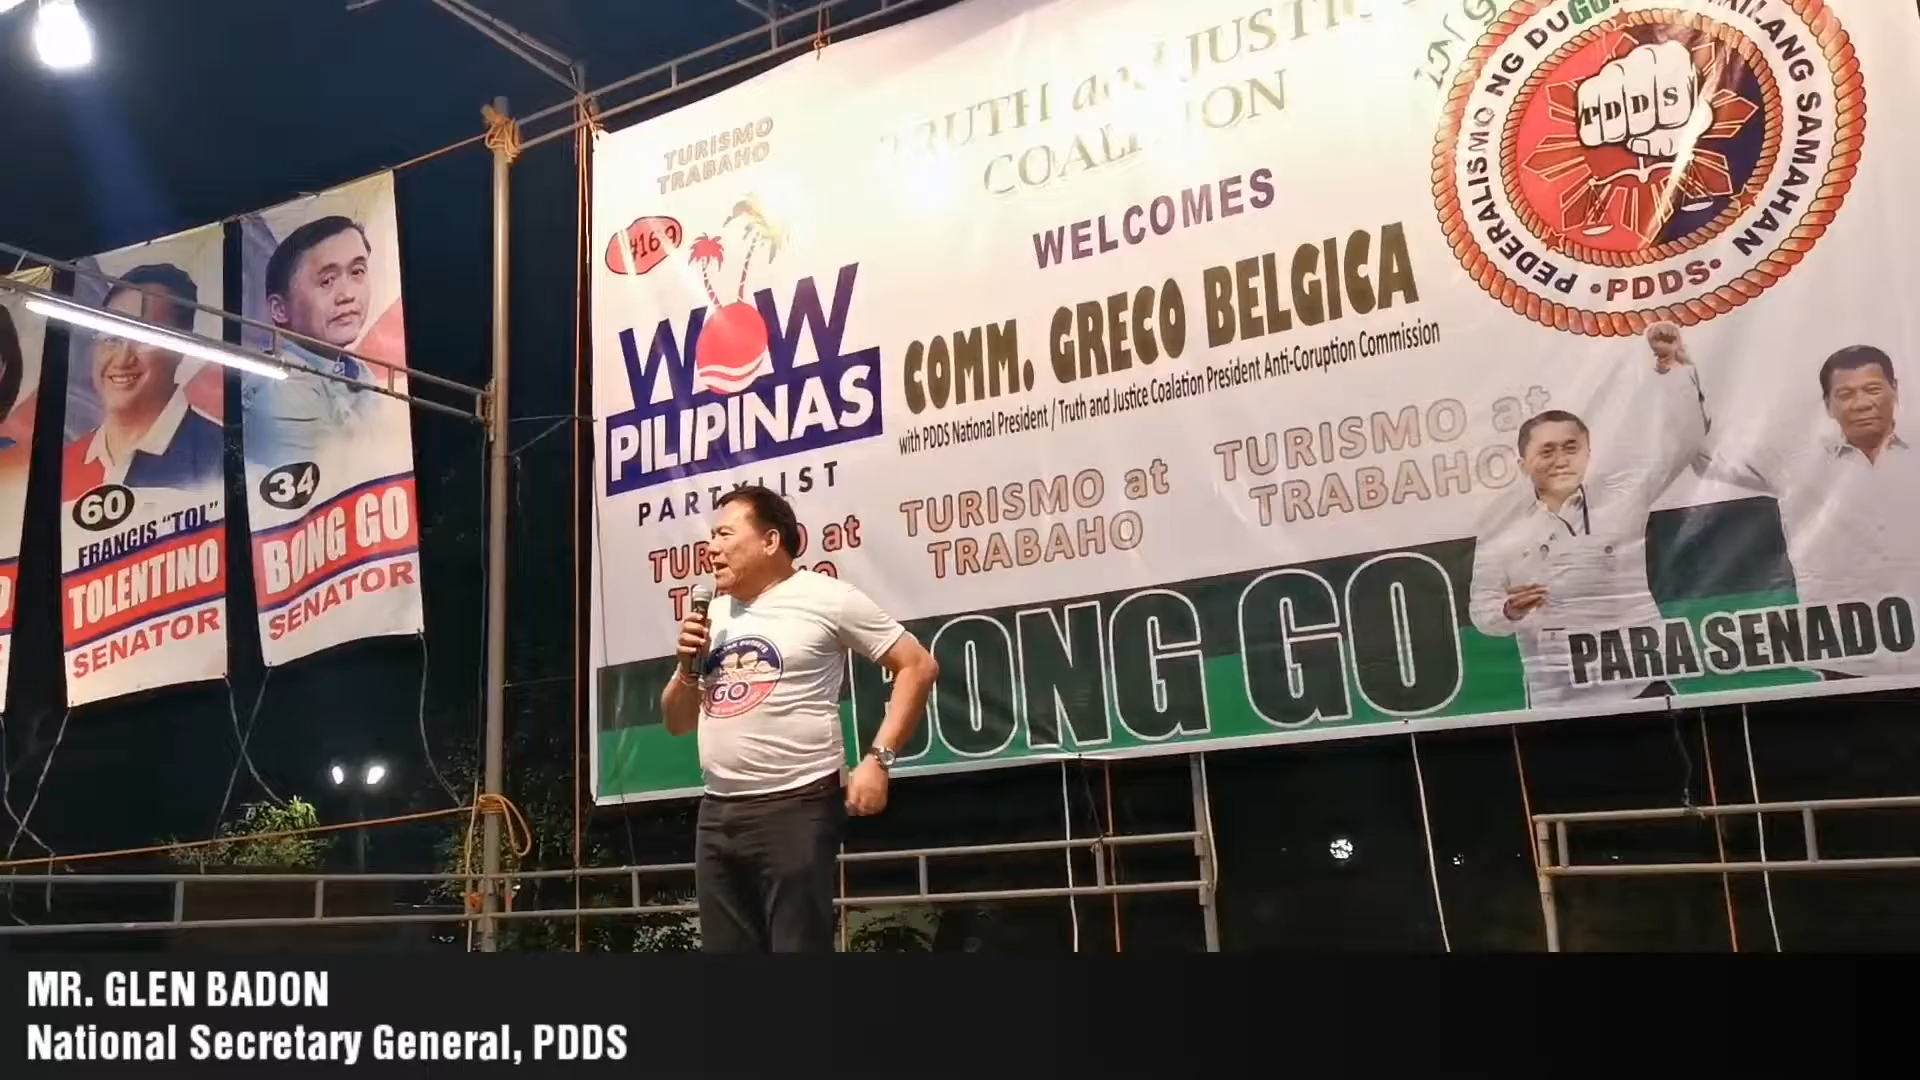 TURISMO
TRABAHO
#169
WOW
PILIPINAS
PARTYLIST
COALITION
WELCOMES
COMM. GRECO BELGICA
with PDDS National President / Truth and Justice Coalation President Anti-Coruption Commission
TURISMO at
TRABAHO
TURISMO at
TRABAHO
BONG GO
PARA SENADO
PDDS
PEDERALISMO NG
SAMAHAN
•PDDS•
60
FRANCIS "TOL"
TOLENTINO
SENATOR
34
BONG GO
SENATOR
GO
MR. GLEN BADON
National Secretary General, PDDS